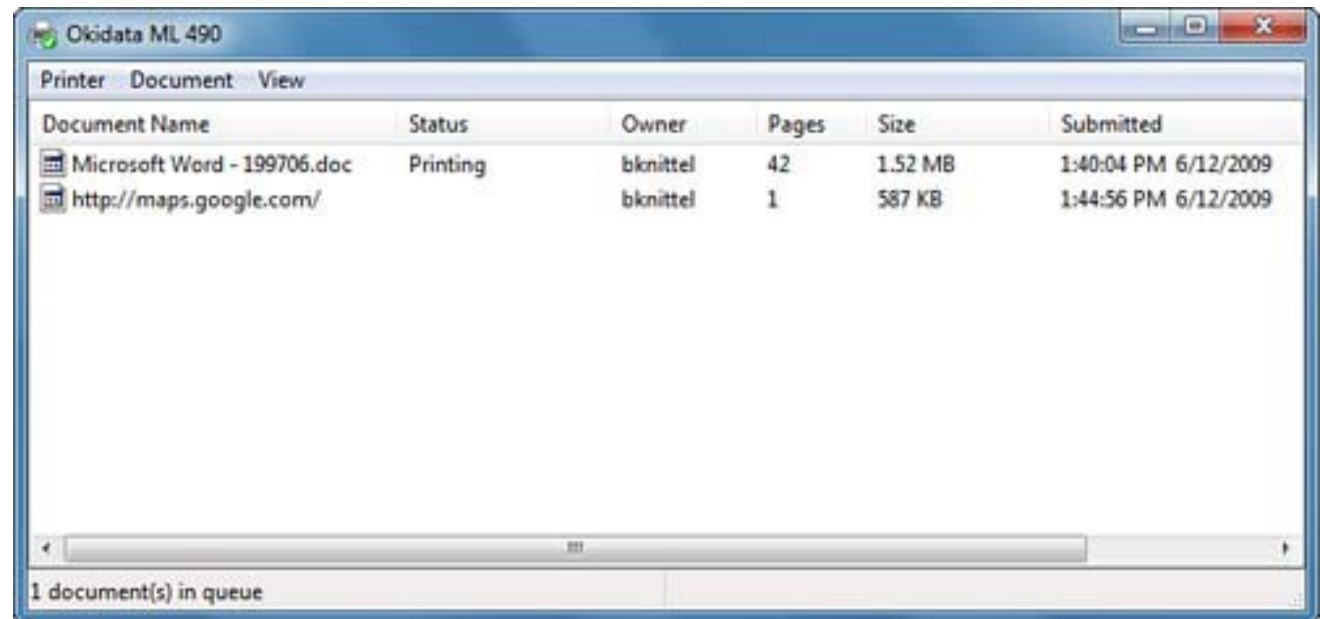 Okidata ML 490
Printer Document View
Document Name Status Owner Pages Size Submitted
Microsoft Word - 199706.doc Printing bknittel 42 1.52 MB 1:40:04 PM 6/12/2009
http://maps.google.com/ bknittel 1 587 KB 1:44:56 PM 6/12/2009
1 document(s) in queue